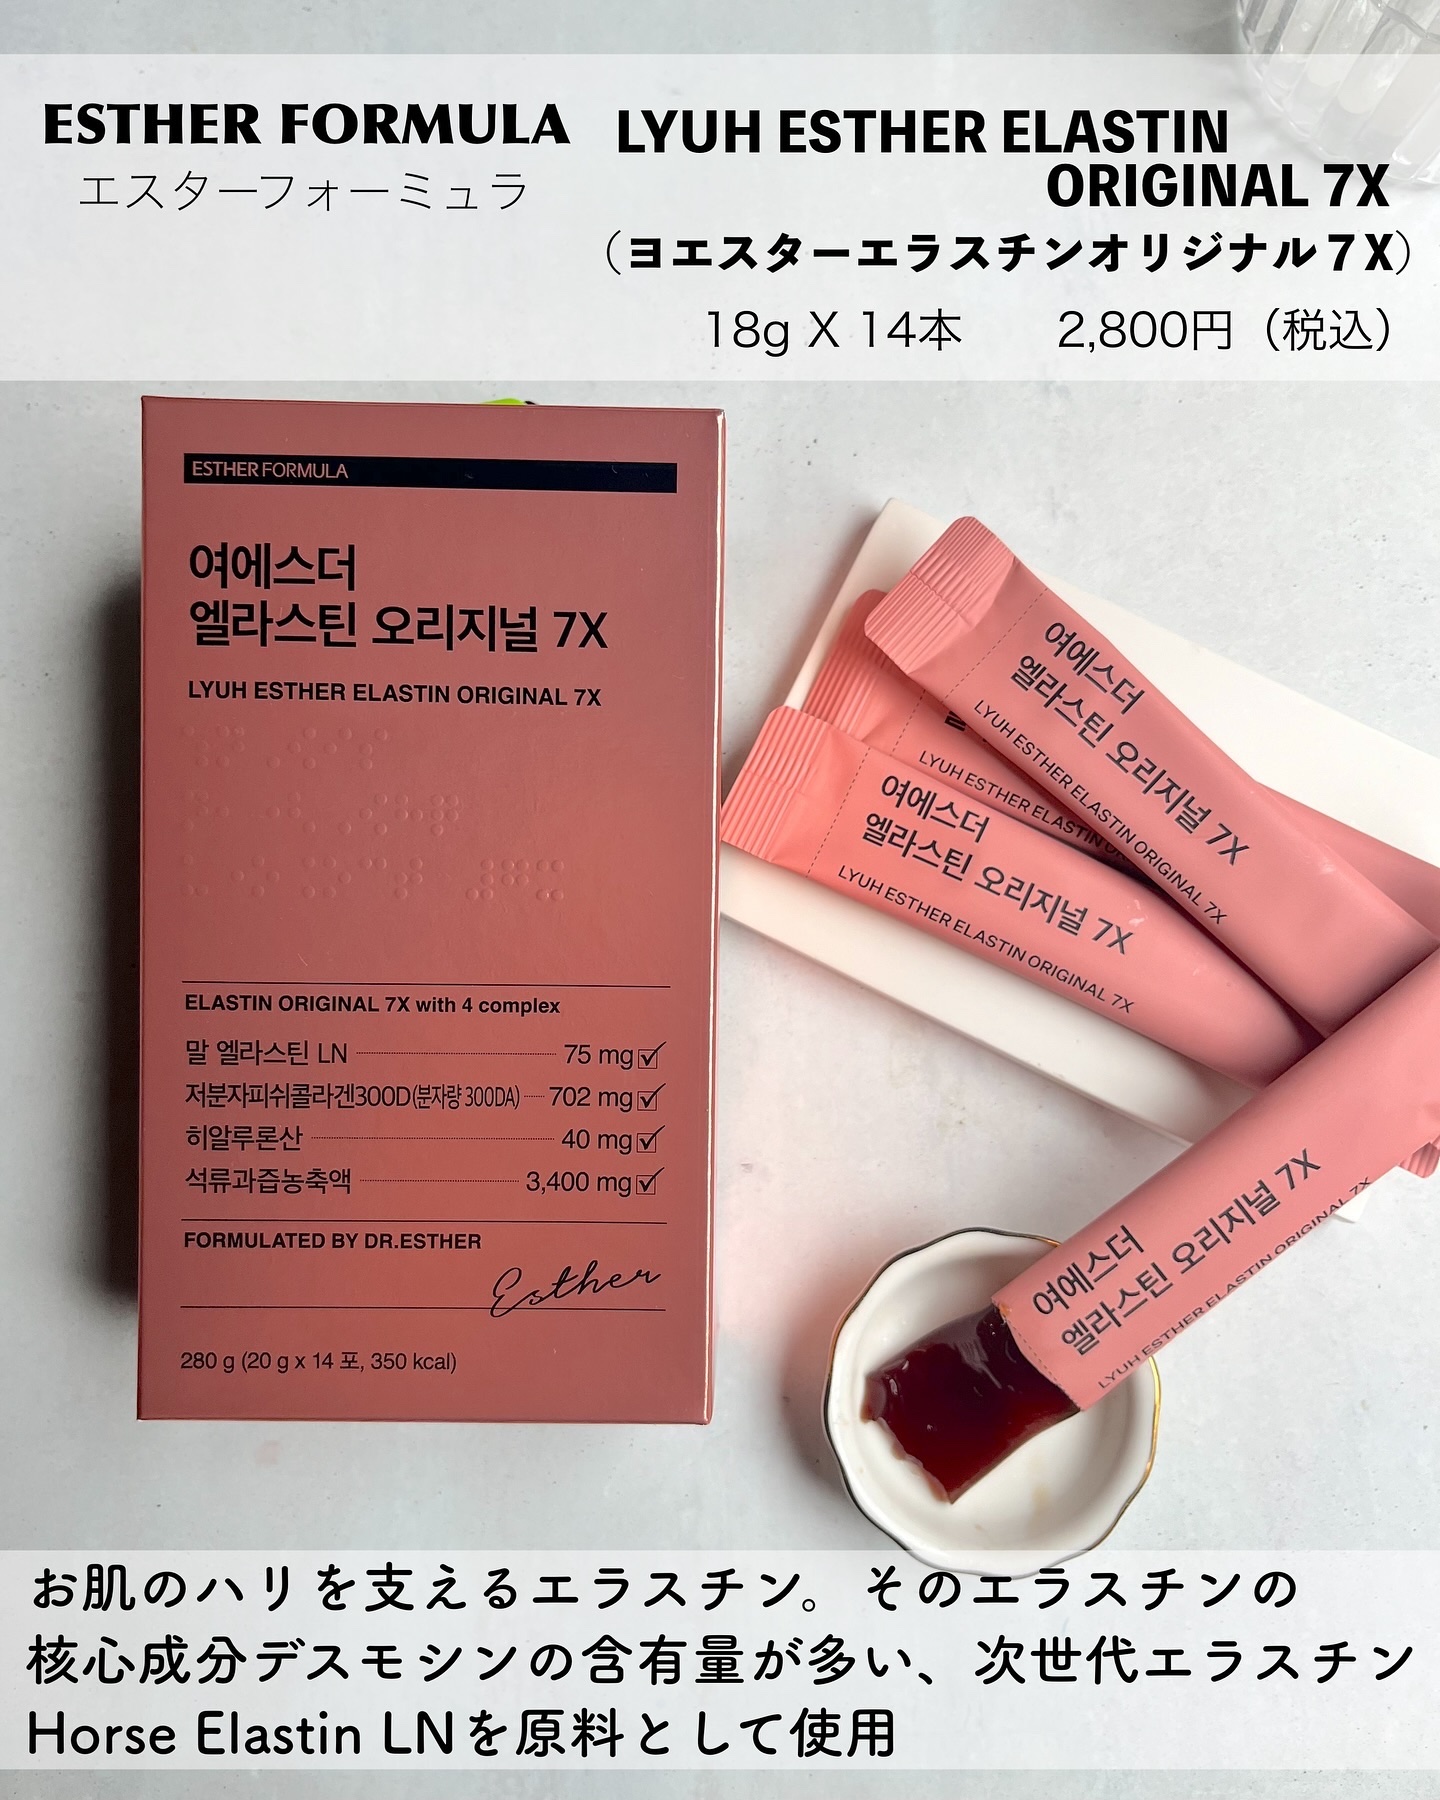 ESTHER FORMULA
エスターフォーミュラ
LYUH ESTHER ELASTIN
ORIGINAL 7X
（ヨエスターエラスチンオリジナル７X）
18g X 14本　2,800円（税込）
ESTHER FORMULA
여에스더
엘라스틴 오리지널 7X
LYUH ESTHER ELASTIN ORIGINAL 7X
ELASTIN ORIGINAL 7X with 4 complex
말 엘라스틴 LN 75 mg
저분자피쉬콜라겐300D(분자량 300DA) 702 mg
히알루론산 40 mg
석류과즙농축액 3,400 mg
FORMULATED BY DR.ESTHER
Esther
280 g (20 g x 14 포, 350 kcal)
여에스더
엘라스틴 오리지널 7X
LYUH ESTHER ELASTIN ORIGINAL 7X
LYUH ESTHER ELASTIN
여에스더
엘라스틴 오리지널 7X
LYUH ESTHER ELASTIN ORIGINAL 7X
여에스더
엘라스틴 오리지널 7X
LYUH ESTHER ELASTIN ORIGINAL 7X
お肌のハリを支えるエラスチン。そのエラスチンの
核心成分デスモシンの含有量が多い、次世代エラスチン
Horse Elastin LNを原料として使用